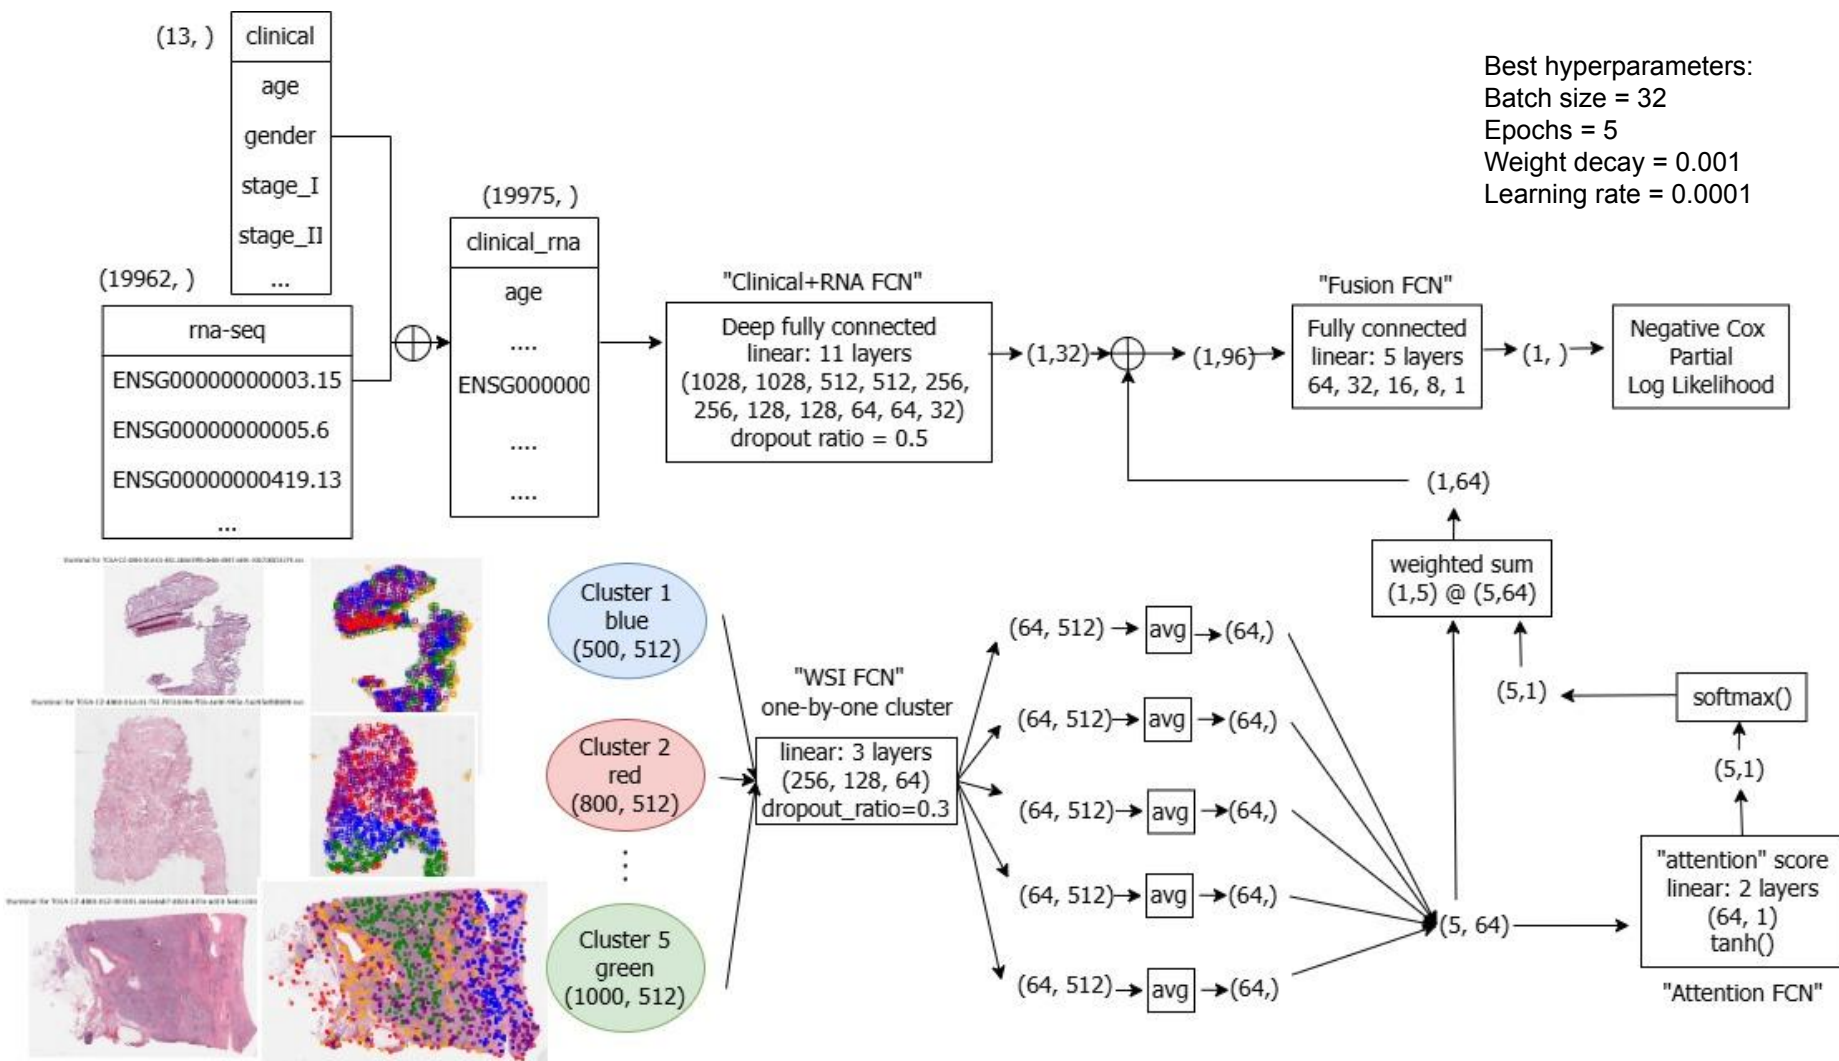 (13, )
clinical
age
gender
stage_I
stage_II
...
(19962, )
rna-seq
ENSG00000000003.15
ENSG00000000005.6
ENSG00000000419.13
...
(19975, )
clinical_rna
age
....
ENSG000000
....
....
"Clinical+RNA FCN"
Deep fully connected
linear: 11 layers
(1028, 1028, 512, 512, 256,
256, 128, 128, 64, 64, 32)
dropout ratio = 0.5
(1,32)
(1,96)
"Fusion FCN"
Fully connected
linear: 5 layers
64, 32, 16, 8, 1
(1, )
Negative Cox
Partial
Log Likelihood
Best hyperparameters:
Batch size = 32
Epochs = 5
Weight decay = 0.001
Learning rate = 0.0001
Cluster 1
blue
(500, 512)
Cluster 2
red
(800, 512)
Cluster 5
green
(1000, 512)
"WSI FCN"
one-by-one cluster
linear: 3 layers
(256, 128, 64)
dropout_ratio=0.3
(64, 512)
avg
(64,)
(64, 512)
avg
(64,)
(64, 512)
avg
(64,)
(64, 512)
avg
(64,)
(64, 512)
avg
(64,)
(5, 64)
"attention" score
linear: 2 layers
(64, 1)
tanh()
"Attention FCN"
(5,1)
softmax()
(5,1)
weighted sum
(1,5) @ (5,64)
(1,64)